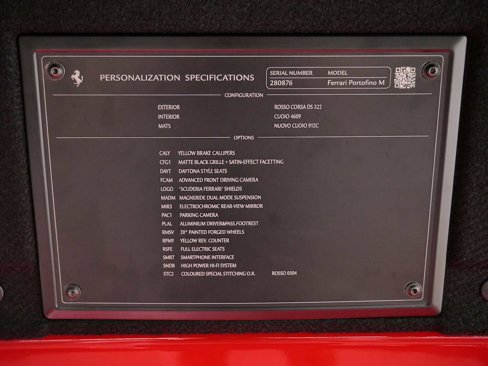 PERSONALIZATION SPECIFICATIONS
SERIAL NUMBER MODEL
280876 Ferrari Portofino M
CONFIGURATION
EXTERIOR ROSSO CORSA DS 322
INTERIOR CUOIO 4609
MATS NUOVO CUOIO 912C
OPTIONS
CALY YELLOW BRAKE CALLIPERS
CFG1 MATTE BLACK GRILLE + SATIN-EFFECT FACETTING
DAYT DAYTONA STYLE SEATS
FCAM ADVANCED FRONT DRIVING CAMERA
LOGO "SCUDERIA FERRARI" SHIELDS
MADM MAGNERIDE DUAL MODE SUSPENSION
MIR3 ELECTROCHROMIC REAR-VIEW MIRROR
PAC1 PARKING CAMERA
PLAL ALUMINIUM DRIVER&PASS.FOOTREST
RMSV 20" PAINTED FORGED WHEELS
RPMY YELLOW REV. COUNTER
RSFE FULL ELECTRIC SEATS
SMRT SMARTPHONE INTERFACE
SNDB HIGH POWER HI-FI SYSTEM
STC2 COLOURED SPECIAL STITCHING O.R. ROSSO 0504